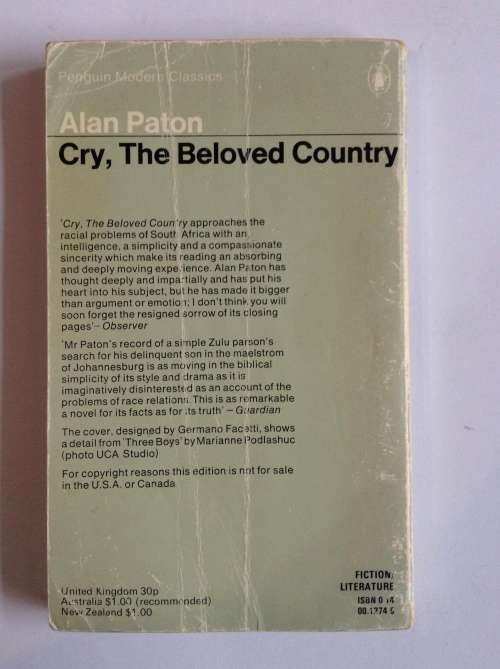 Penguin Modern Classics
Alan Paton
Cry, The Beloved Country
'Cry, The Beloved Country approaches the
racial problems of South Africa with an
intelligence, a simplicity and a compassionate
sincerity which make its reading an absorbing
and deeply moving experience. Alan Paton has
thought deeply and impartially and has put his
heart into his subject, but he has made it bigger
than argument or emotion; I don't think you will
soon forget the resigned sorrow of its closing
pages' – Observer
'Mr Paton's record of a simple Zulu parson's
search for his delinquent son in the maelstrom
of Johannesburg is as moving in the biblical
simplicity of its style and drama as it is
imaginatively disinterested as an account of the
problems of race relations. This is as remarkable
a novel for its facts as for its truth' – Guardian
The cover, designed by Germano Facetti, shows
a detail from 'Three Boys' by Marianne Podlashuc
(photo UCA Studio)
For copyright reasons this edition is not for sale
in the U.S.A. or Canada
United Kingdom 30p
Australia $1.00 (recommended)
New Zealand $1.00
FICTION:
LITERATURE
ISBN 0 14